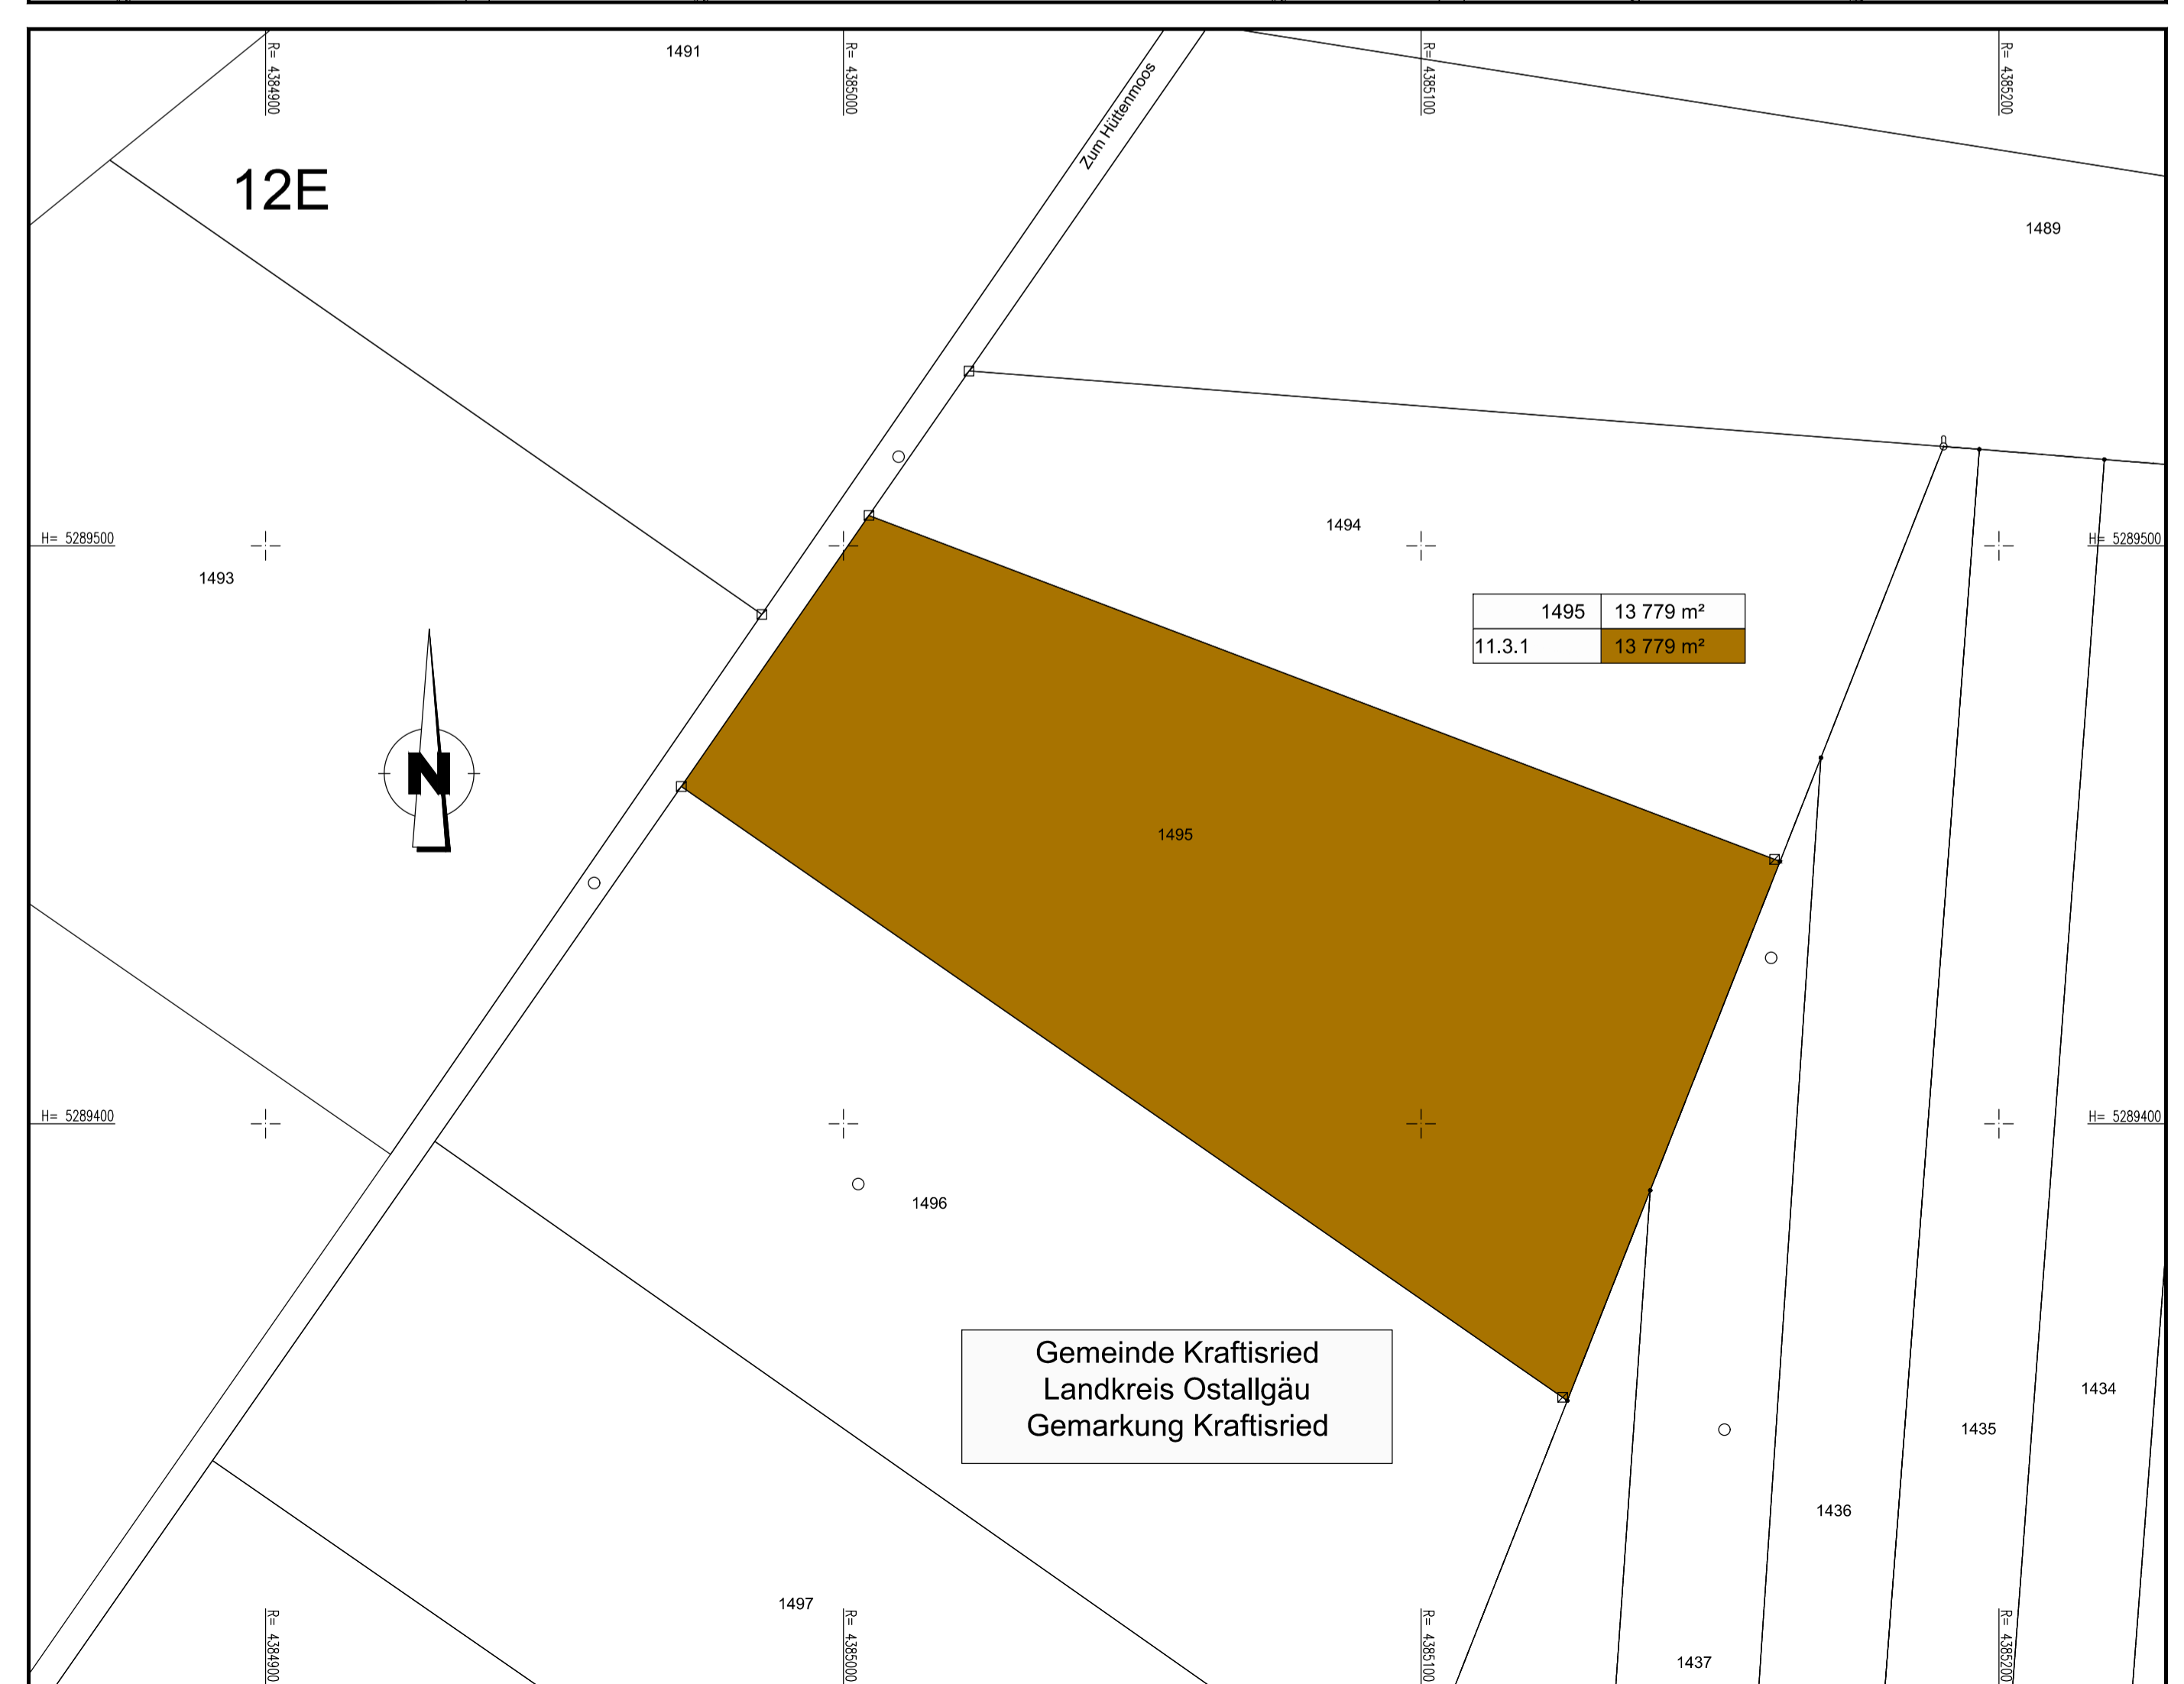 R= 4384900
1491
R= 4385000
Zum Hüttenmoos
R= 4385100
R= 4385200
12E
1489
H= 5289500
1494
H= 5289500
1493
1495 13 779 m²
11.3.1 13 779 m²
N
1495
H= 5289400
H= 5289400
1496
Gemeinde Kraftisried
Landkreis Ostallgäu
Gemarkung Kraftisried
1434
1435
1436
1497
1437
R= 4384900
R= 4385000
R= 4385100
R= 4385200